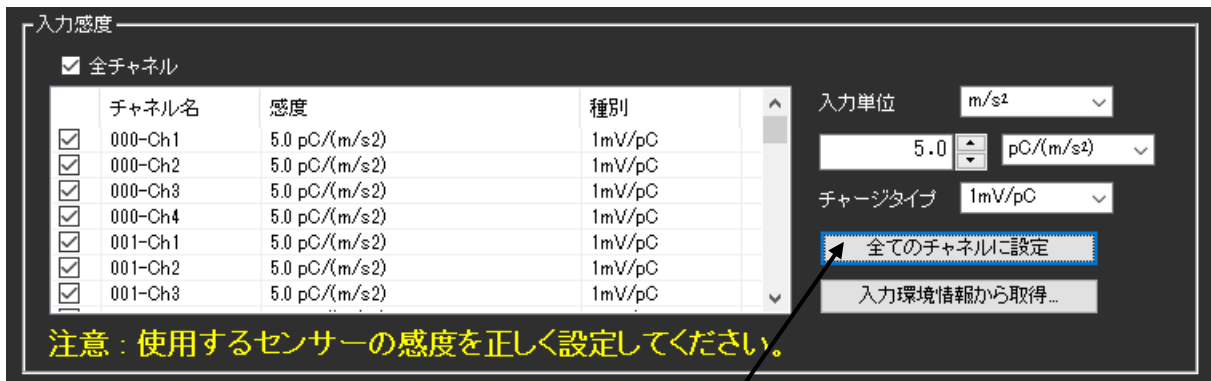 入力感度
全チャネル
チャネル名 感度 種別
000-Ch1 5.0 pC/(m/s2) 1mV/pC
000-Ch2 5.0 pC/(m/s2) 1mV/pC
000-Ch3 5.0 pC/(m/s2) 1mV/pC
000-Ch4 5.0 pC/(m/s2) 1mV/pC
001-Ch1 5.0 pC/(m/s2) 1mV/pC
001-Ch2 5.0 pC/(m/s2) 1mV/pC
001-Ch3 5.0 pC/(m/s2) 1mV/pC
入力単位 m/s²
5.0 pC/(m/s²)
チャージタイプ 1mV/pC
全てのチャネルに設定
入力環境情報から取得...
注意：使用するセンサーの感度を正しく設定してください。